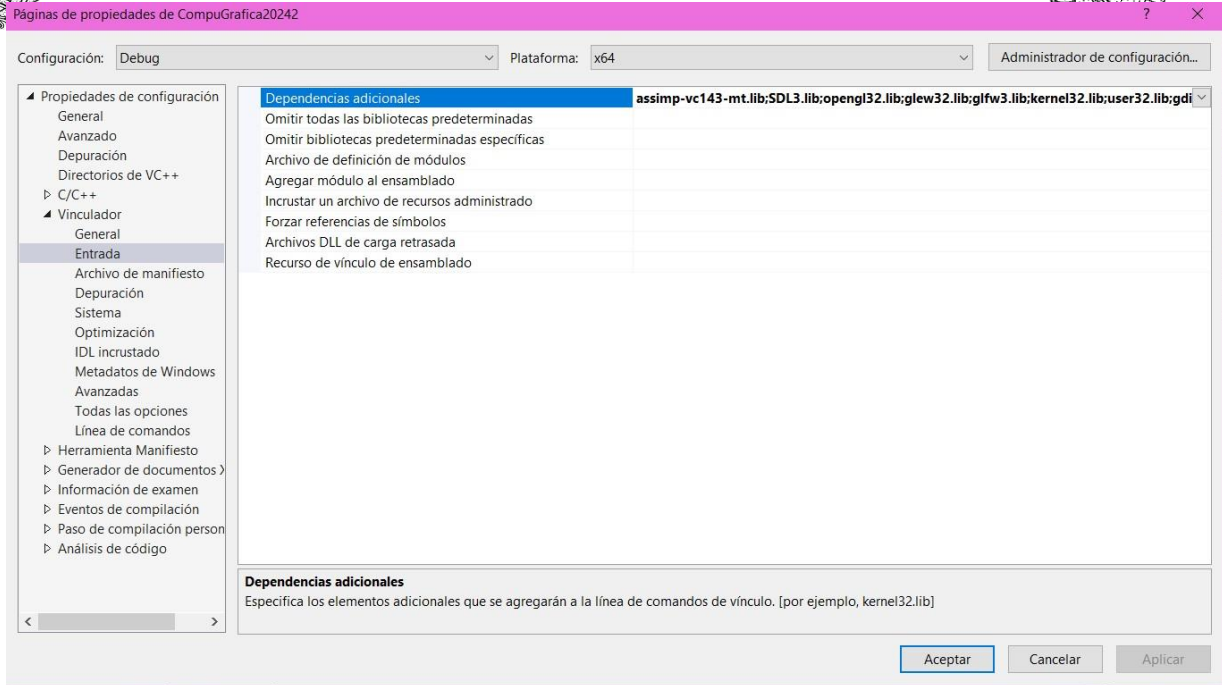 Páginas de propiedades de CompuGrafica20242 ? ×
Configuración: Debug Plataforma: x64 Administrador de configuración...
Propiedades de configuración
General
Avanzado
Depuración
Directorios de VC++
C/C++
Vinculador
General
Entrada
Archivo de manifiesto
Depuración
Sistema
Optimización
IDL incrustado
Metadatos de Windows
Avanzadas
Todas las opciones
Línea de comandos
Herramienta Manifiesto
Generador de documentos X
Información de examen
Eventos de compilación
Paso de compilación person
Análisis de código
Dependencias adicionales assimp-vc143-mt.lib;SDL3.lib;opengl32.lib;glew32.lib;glfw3.lib;kernel32.lib;user32.lib;gdi
Omitir todas las bibliotecas predeterminadas
Omitir bibliotecas predeterminadas específicas
Archivo de definición de módulos
Agregar módulo al ensamblado
Incrustar un archivo de recursos administrado
Forzar referencias de símbolos
Archivos DLL de carga retrasada
Recurso de vínculo de ensamblado
Dependencias adicionales
Especifica los elementos adicionales que se agregarán a la línea de comandos de vínculo. [por ejemplo, kernel32.lib]
Aceptar Cancelar Aplicar